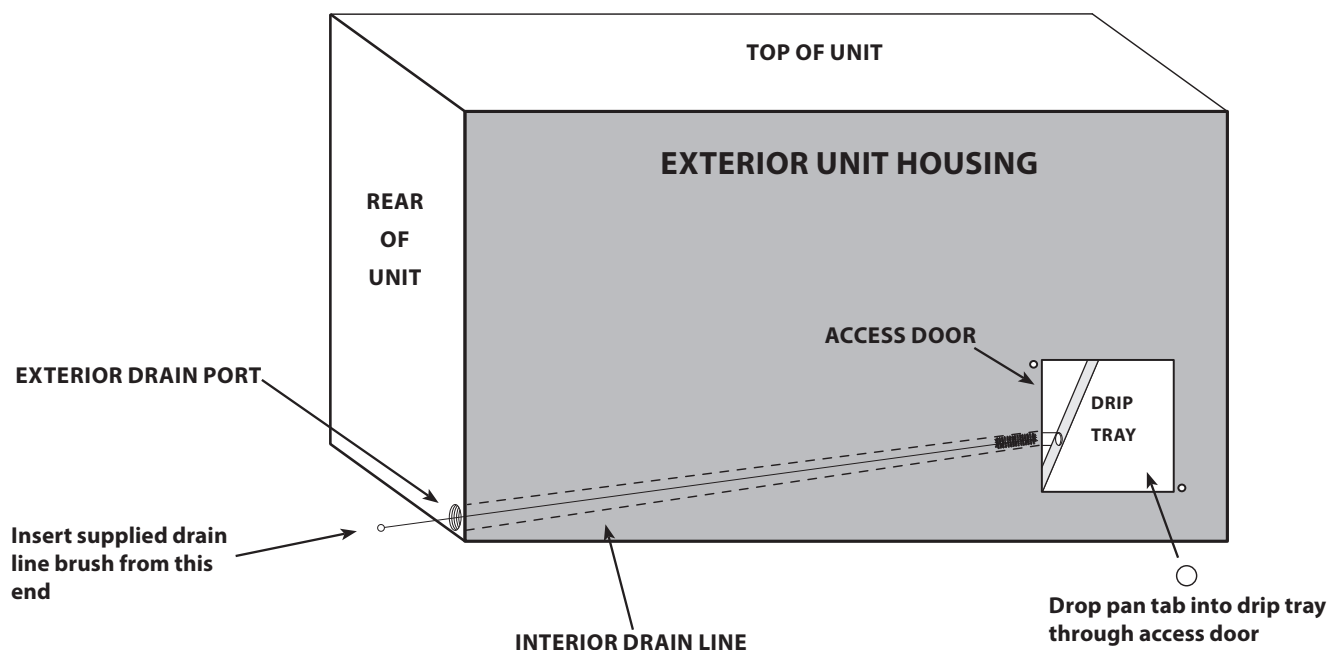 TOP OF UNIT
EXTERIOR UNIT HOUSING
REAR
OF
UNIT
ACCESS DOOR
EXTERIOR DRAIN PORT
DRIP
TRAY
Insert supplied drain
line brush from this
end
Drop pan tab into drip tray
through access door
INTERIOR DRAIN LINE